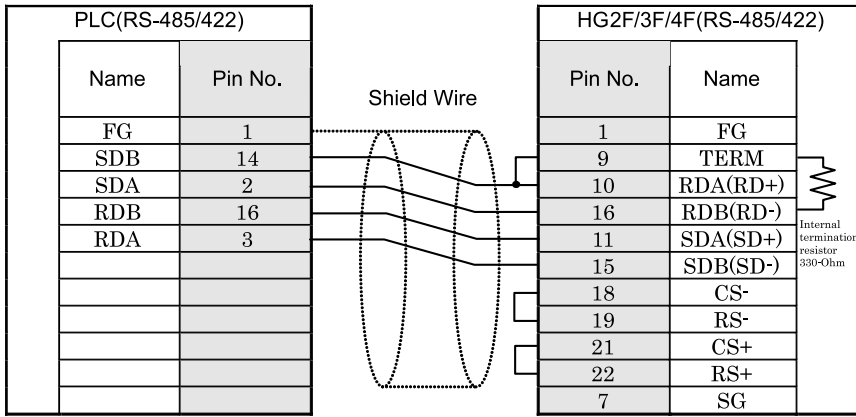 PLC(RS-485/422)
Name Pin No.
FG 1
SDB 14
SDA 2
RDB 16
RDA 3
Shield Wire
HG2F/3F/4F(RS-485/422)
Pin No. Name
1 FG
9 TERM
10 RDA(RD+)
16 RDB(RD-)
11 SDA(SD+)
15 SDB(SD-)
18 CS-
19 RS-
21 CS+
22 RS+
7 SG
Internal
termination
resistor
330-Ohm